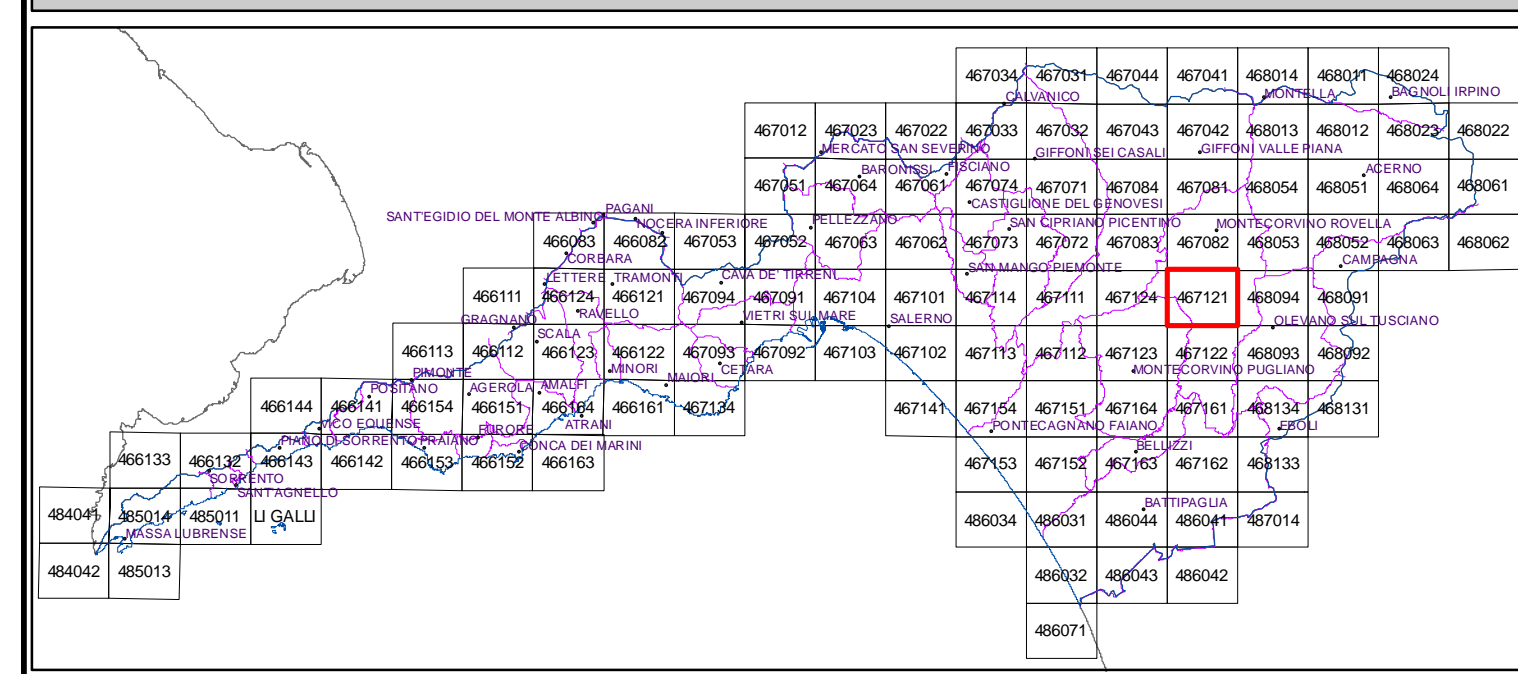 467034 467031 467044 467041 468014 468011 468024
CALVANICO MONTELLA BAGNOLI IRPINO
467012 467023 467022 467033 467032 467043 467042 468013 468012 468023 468022
MERCATO SAN SEVERINO GIFFONI SEI CASALI GIFFONI VALLE PIANA
BARONISSI FISCIANO ACERNO
467051 467064 467061 467074 467071 467084 467081 468054 468051 468064 468061
CASTIGLIONE DEL GENOVESI
SANT'EGIDIO DEL MONTE ALBINO PAGANI
NOCERA INFERIORE PELLEZZANO SAN CIPRIANO PICENTINO MONTECORVINO ROVELLA
466083 466082 467053 467052 467063 467062 467073 467072 467083 467082 468053 468052 468063 468062
CORBARA CAMPAGNA
LETTERE TRAMONTI CAVA DE' TIRRENI SAN MANGO PIEMONTE
466111 466124 466121 467094 467091 467104 467101 467114 467111 467124 467121 468094 468091
GRAGNANO RAVELLO VIETRI SUL MARE SALERNO OLEVANO SUL TUSCIANO
SCALA
466113 466112 466123 466122 467093 467092 467103 467102 467113 467112 467123 467122 468093 468092
PIMONTE MINORI CETARA MONTECORVINO PUGLIANO
POSITANO AGEROLA AMALFI MAIORI
466144 466141 466154 466151 466164 466161 467134 467141 467154 467151 467164 467161 468134 468131
VICO EQUENSE FURORE ATRANI PONTECAGNANO FAIANO EBOLI
PIANO DI SORRENTO PRAIANO CONCA DEI MARINI BELLIZZI
466133 466132 466143 466142 466153 466152 466163 467153 467152 467163 467162 468133
SORRENTO
SANT'AGNELLO BATTIPAGLIA
484041 485014 485011 LI GALLI 486034 486031 486044 486041 487014
MASSA LUBRENSE
484042 485013 486032 486043 486042
486071